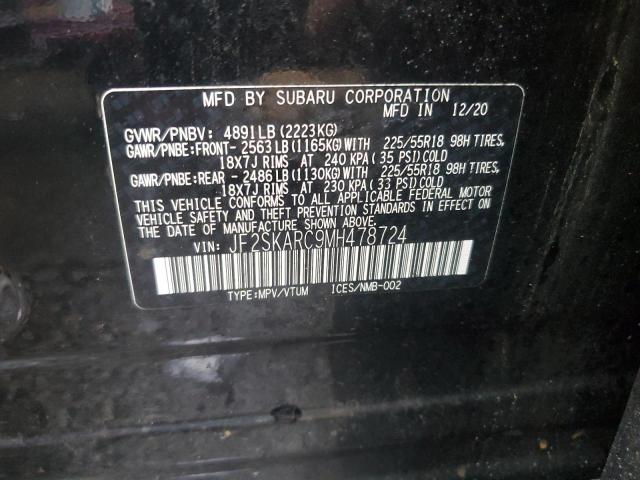 MFD BY SUBARU CORPORATION
MFD IN 12/20
GVWR/PNBV: 4891LB(2223KG)
GAWR/PNBE:FRONT-2563LB(1165KG)WITH 225/55R18 98H TIRES,
18X7J RIMS AT 240 KPA(35 PSI)COLD
GAWR/PNBE:REAR -2486LB(1130KG)WITH 225/55R18 98H TIRES,
18X7J RIMS AT 230 KPA(33 PSI)COLD
THIS VEHICLE CONFORMS TO ALL APPLICABLE FEDERAL MOTOR
VEHICLE SAFETY AND THEFT PREVENTION STANDARDS IN EFFECT ON
THE DATE OF MANUFACTURE SHOWN ABOVE.
VIN: JF2SKARC9MH478724
TYPE:MPV/VTUM ICES/NMB-002